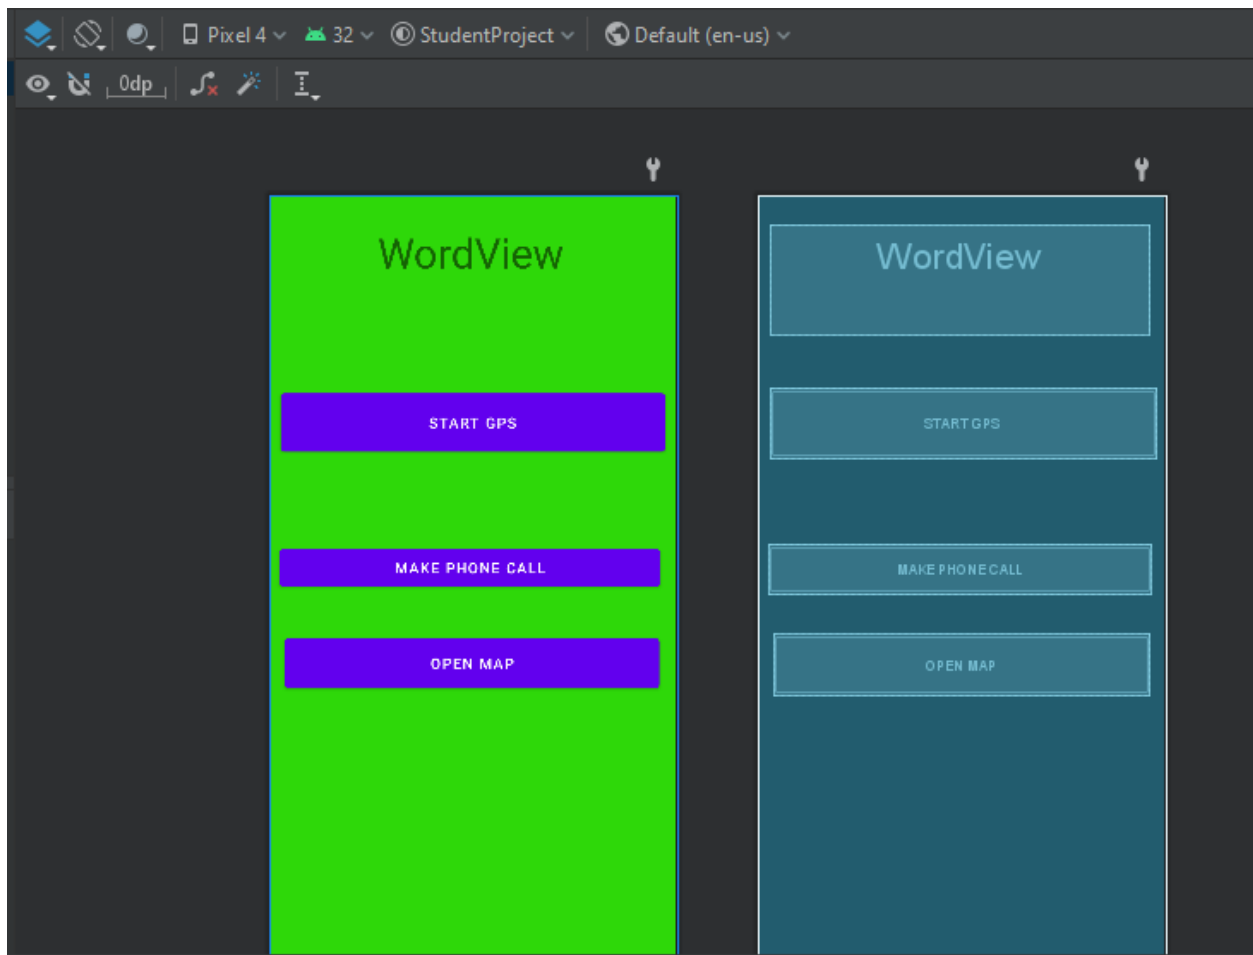 Pixel 4 32 StudentProject Default (en-us)
0dp
WordView
START GPS
MAKE PHONE CALL
OPEN MAP
WordView
START GPS
MAKE PHONE CALL
OPEN MAP